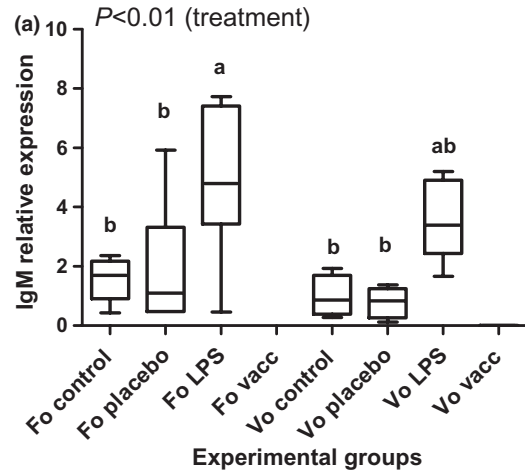 (a) P<0.01 (treatment)
IgM relative expression
10
8
6
4
2
0
b
b
a
b
b
ab
Fo control
Fo placebo
Fo LPS
Fo vacc
Vo control
Vo placebo
Vo LPS
Vo vacc
Experimental groups